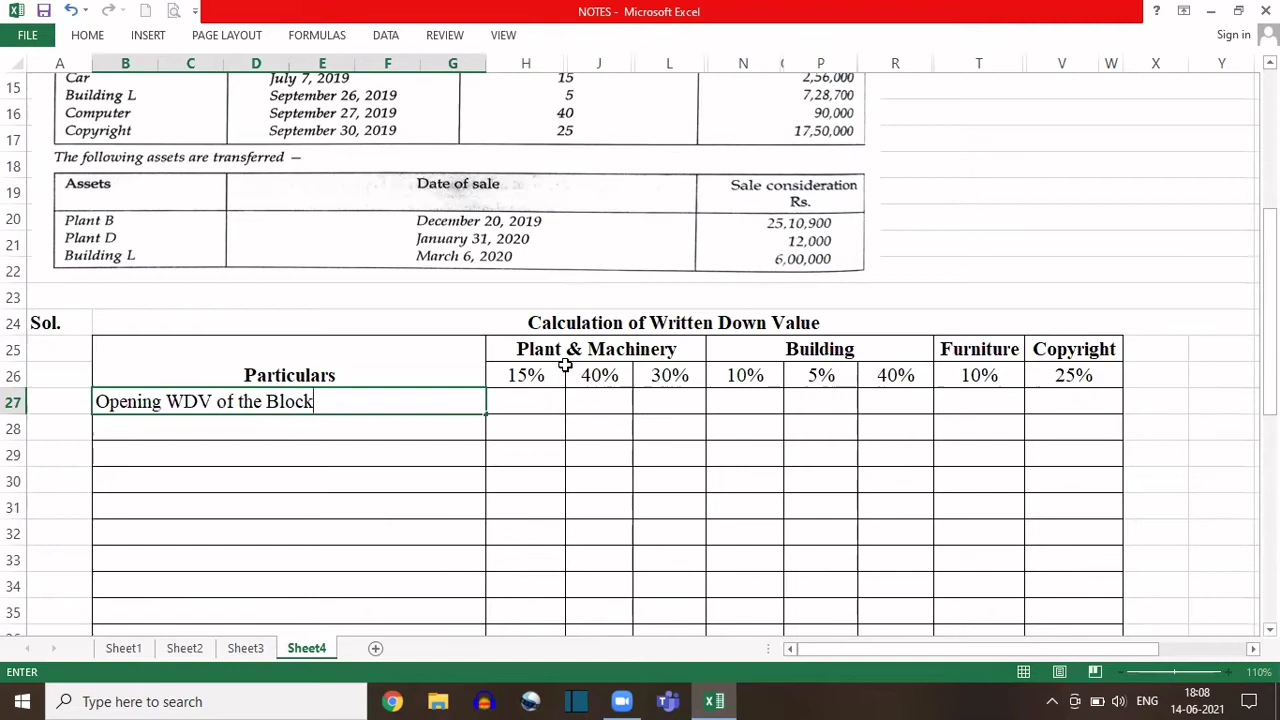 NOTES - Microsoft Excel
FILE HOME INSERT PAGE LAYOUT FORMULAS DATA REVIEW VIEW Sign in
A B C D E F G H J L N ( P R T V W X Y
15 Car July 7, 2019 15 2,56,000
16 Building L September 26, 2019 5 7,28,700
Computer September 27, 2019 40 90,000
17 Copyright September 30, 2019 25 17,50,000
18 The following assets are transferred —
19 Assets Date of sale Sale consideration
Rs.
20 Plant B December 20, 2019 25,10,900
21 Plant D January 31, 2020 12,000
22 Building L March 6, 2020 6,00,000
23
24 Sol. Calculation of Written Down Value
25 Plant & Machinery Building Furniture Copyright
26 Particulars 15% 40% 30% 10% 5% 40% 10% 25%
27 Opening WDV of the Block
28
29
30
31
32
33
34
35
Sheet1 Sheet2 Sheet3 Sheet4
ENTER 110%
Type here to search ENG 18:08
14-06-2021